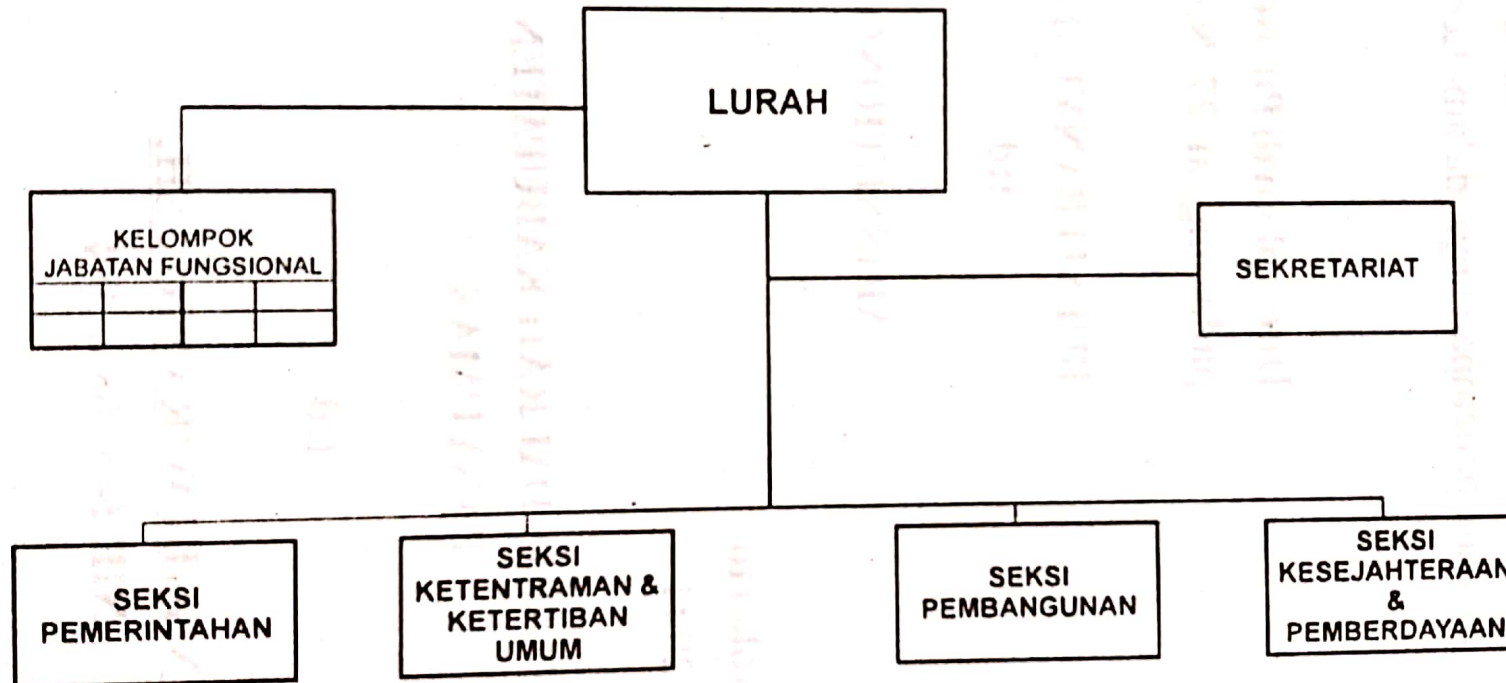 LURAH
KELOMPOK
JABATAN FUNGSIONAL
SEKRETARIAT
SEKSI
PEMERINTAHAN
SEKSI
KETENTRAMAN &
KETERTIBAN
UMUM
SEKSI
PEMBANGUNAN
SEKSI
KESEJAHTERAAN
&
PEMBERDAYAAN